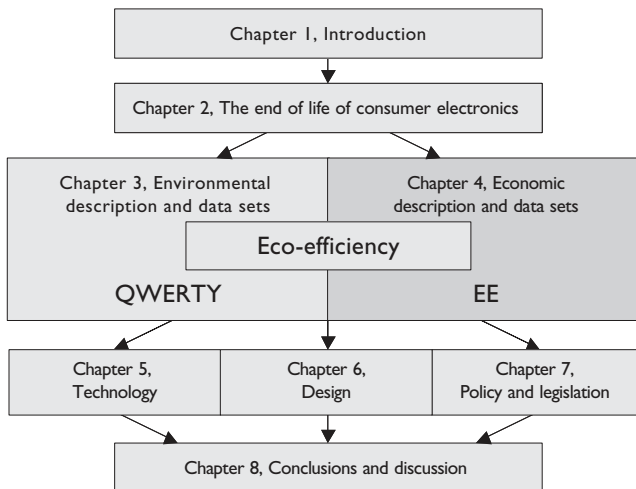 Chapter 1, Introduction
Chapter 2, The end of life of consumer electronics
Chapter 3, Environmental
description and data sets
Chapter 4, Economic
description and data sets
Eco-efficiency
QWERTY
EE
Chapter 5,
Technology
Chapter 6,
Design
Chapter 7,
Policy and legislation
Chapter 8, Conclusions and discussion